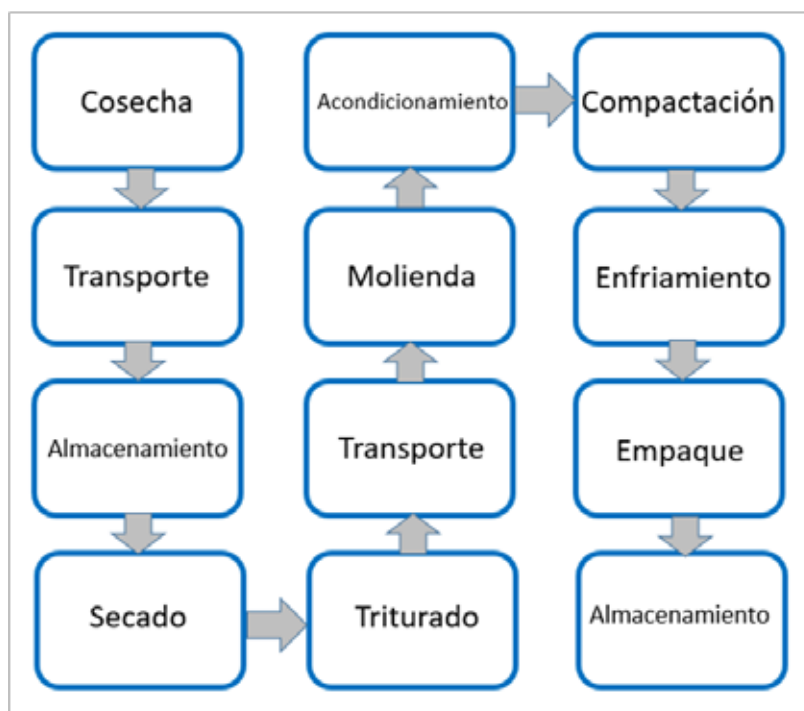 Cosecha
Transporte
Almacenamiento
Secado
Triturado
Transporte
Molienda
Acondicionamiento
Compactación
Enfriamiento
Empaque
Almacenamiento